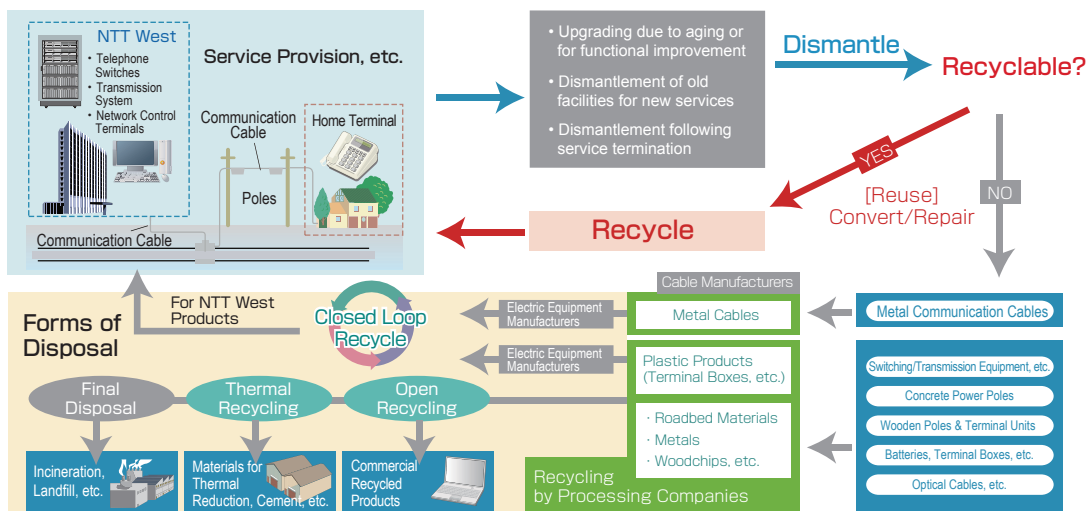 NTT West
・Telephone
Switches
・Transmission
System
・Network Control
Terminals
Service Provision, etc.
Communication
Cable
Home Terminal
Poles
Communication Cable
• Upgrading due to aging or
for functional improvement
• Dismantlement of old
facilities for new services
• Dismantlement following
service termination
Dismantle
Recyclable?
YES
NO
[Reuse]
Convert/Repair
Recycle
Forms of
Disposal
For NTT West
Products
Closed Loop
Recycle
Electric Equipment
Manufacturers
Electric Equipment
Manufacturers
Cable Manufacturers
Metal Cables
Plastic Products
(Terminal Boxes, etc.)
・Roadbed Materials
・Metals
・Woodchips, etc.
Recycling
by Processing Companies
Metal Communication Cables
Switching/Transmission Equipment, etc.
Concrete Power Poles
Wooden Poles & Terminal Units
Batteries, Terminal Boxes, etc.
Optical Cables, etc.
Final
Disposal
Thermal
Recycling
Open
Recycling
Incineration,
Landfill, etc.
Materials for
Thermal
Reduction, Cement, etc.
Commercial
Recycled
Products